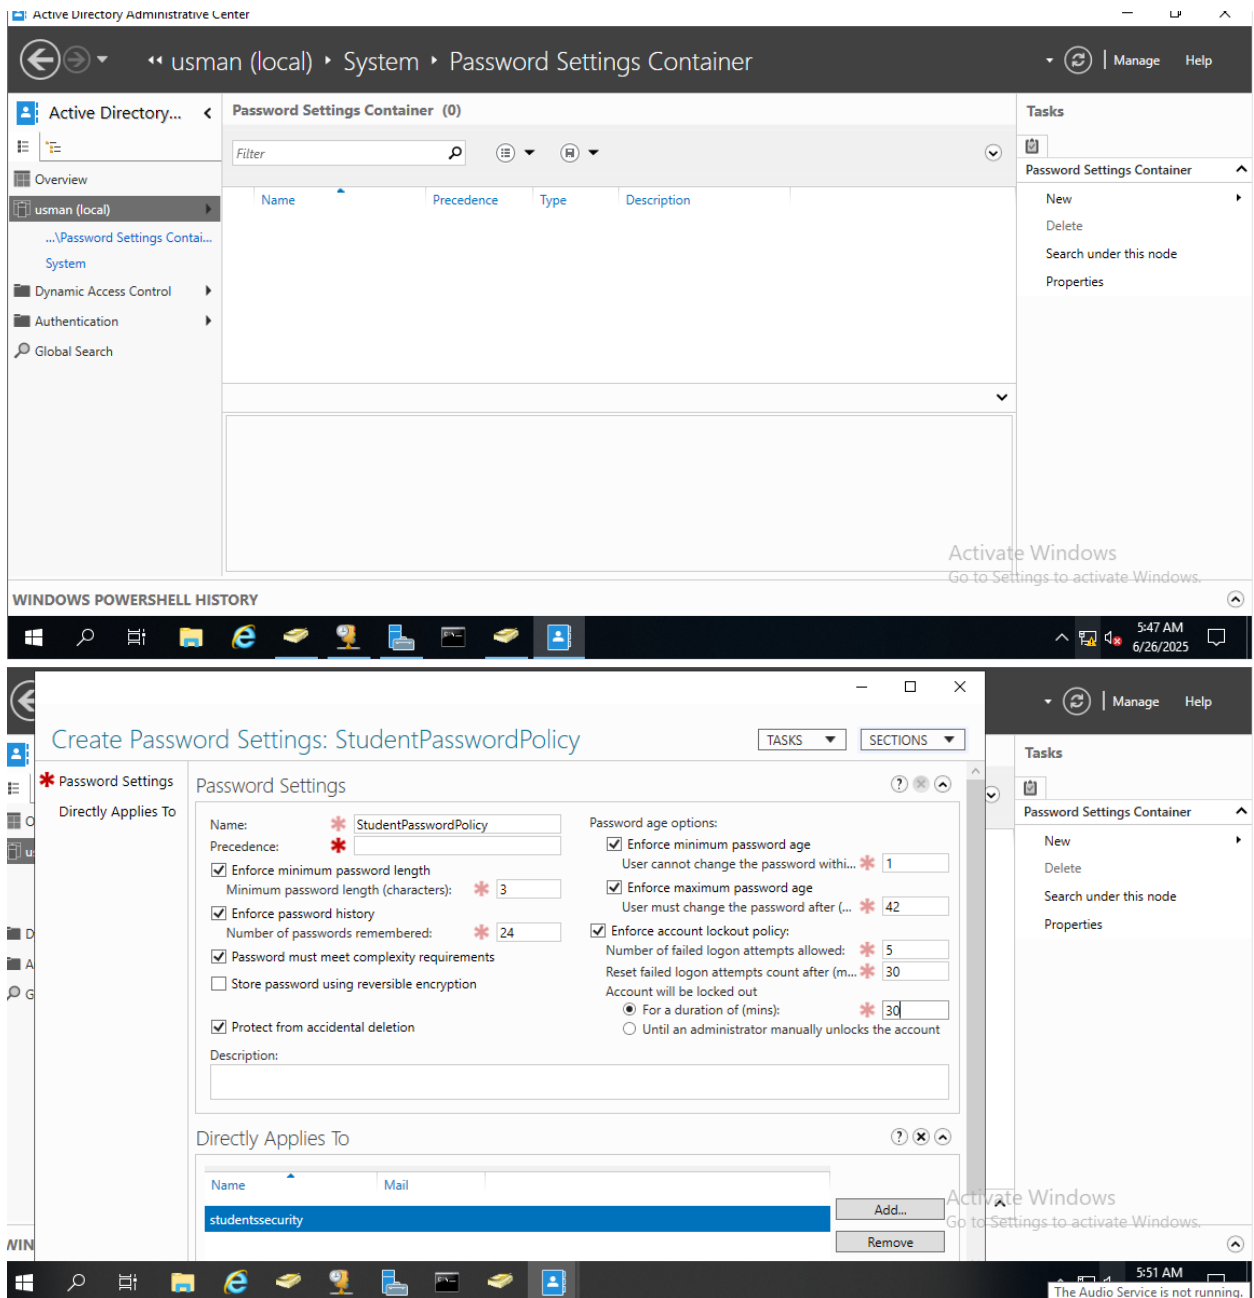 Active Directory Administrative Center
usman (local) System Password Settings Container
Manage Help
Active Directory...
Overview
usman (local)
...\Password Settings Contai...
System
Dynamic Access Control
Authentication
Global Search
Password Settings Container (0)
Filter
Name Precedence Type Description
Tasks
Password Settings Container
New
Delete
Search under this node
Properties
Activate Windows
Go to Settings to activate Windows.
WINDOWS POWERSHELL HISTORY
5:47 AM
6/26/2025
Manage Help
Create Password Settings: StudentPasswordPolicy
TASKS SECTIONS
Password Settings
Directly Applies To
Password Settings
Name: StudentPasswordPolicy
Precedence:
Enforce minimum password length
Minimum password length (characters): 3
Enforce password history
Number of passwords remembered: 24
Password must meet complexity requirements
Store password using reversible encryption
Protect from accidental deletion
Description:
Password age options:
Enforce minimum password age
User cannot change the password withi... 1
Enforce maximum password age
User must change the password after (... 42
Enforce account lockout policy:
Number of failed logon attempts allowed: 5
Reset failed logon attempts count after (m... 30
Account will be locked out
For a duration of (mins): 30
Until an administrator manually unlocks the account
Directly Applies To
Name Mail
studentssecurity
Add...
Remove
Tasks
Password Settings Container
New
Delete
Search under this node
Properties
Activate Windows
Go to Settings to activate Windows.
WIN
5:51 AM
The Audio Service is not running.